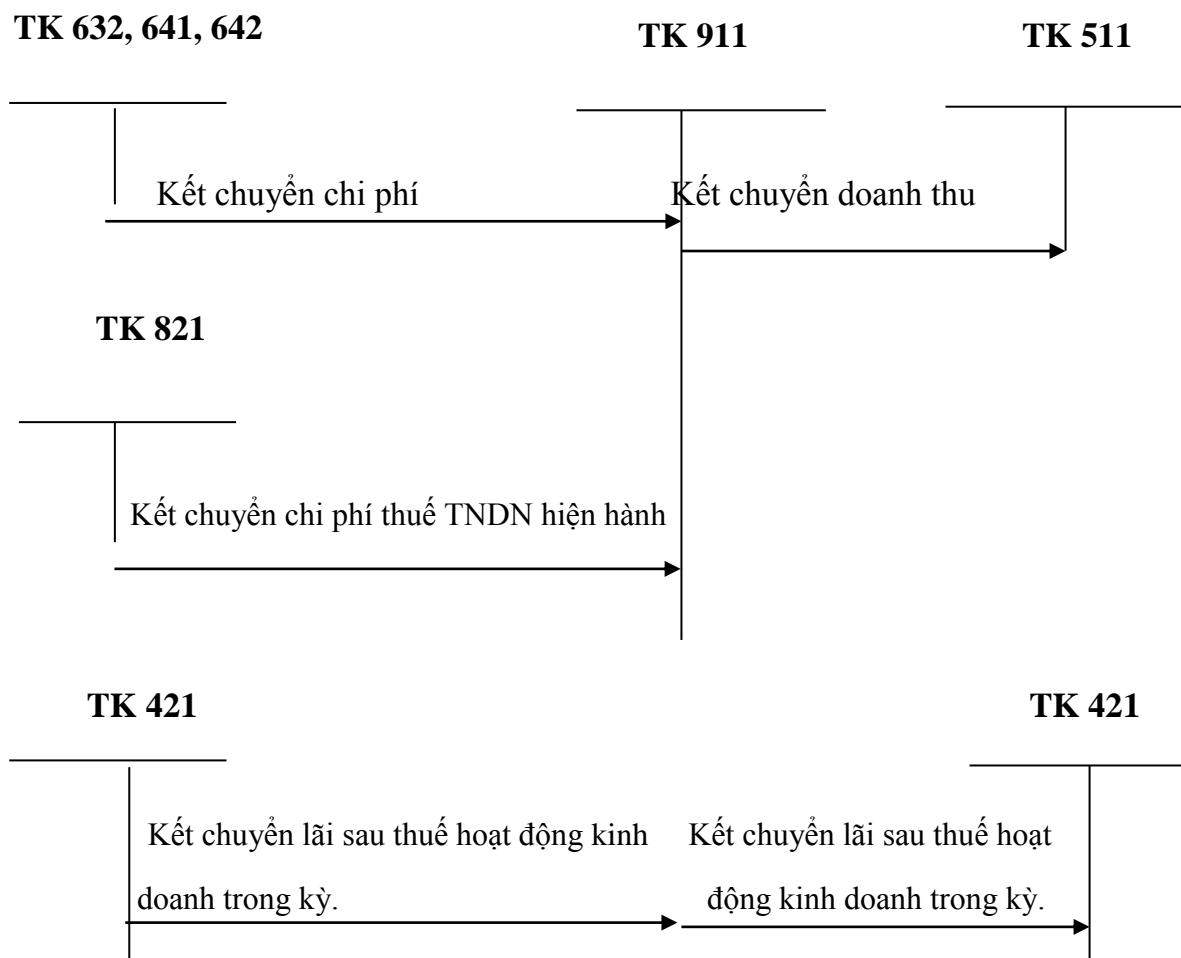 TK 632, 641, 642
TK 911
TK 511
Kết chuyển chi phí
Kết chuyển doanh thu
TK 821
Kết chuyển chi phí thuế TNDN hiện hành
TK 421
TK 421
Kết chuyển lãi sau thuế hoạt động kinh
doanh trong kỳ.
Kết chuyển lãi sau thuế hoạt
động kinh doanh trong kỳ.